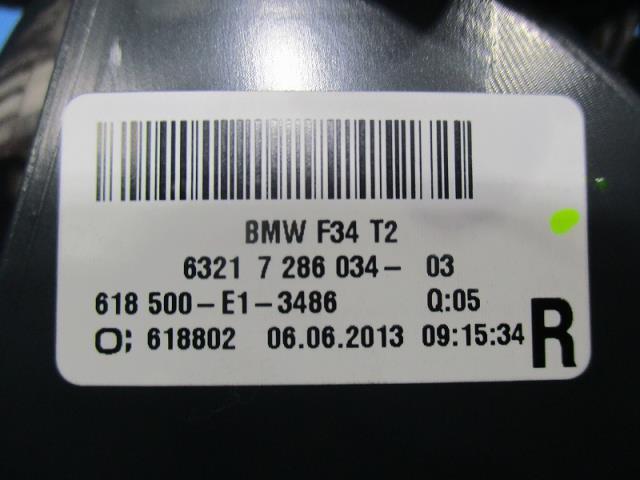 BMW F34 T2
6321 7 286 034- 03
618 500-E1-3486 Q:05
O; 618802 06.06.2013 09:15:34 R